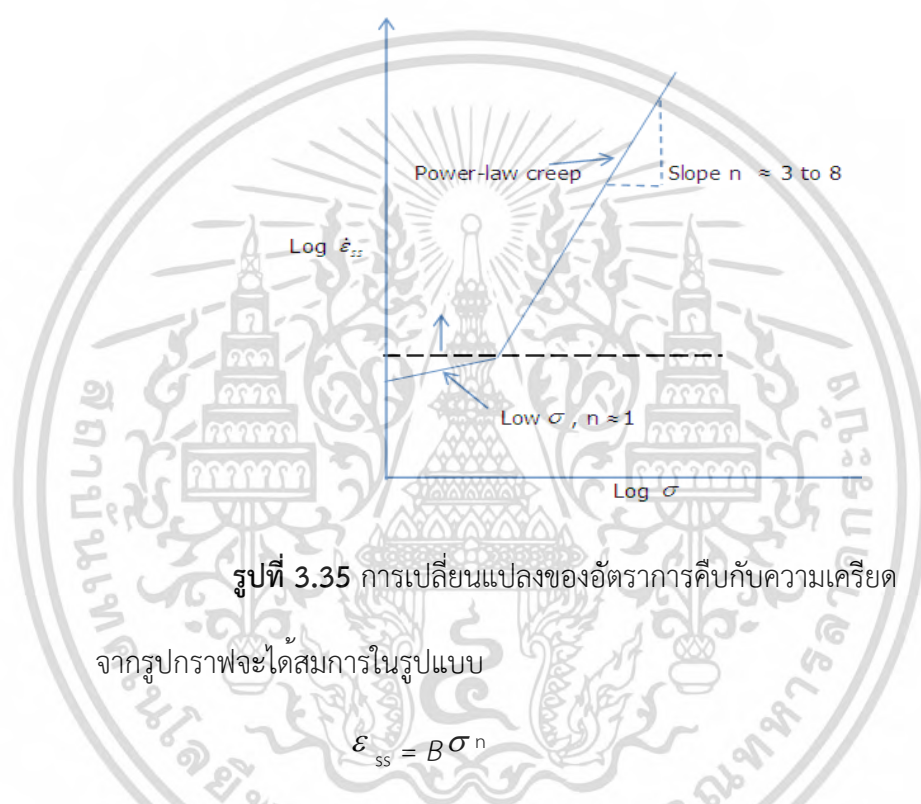 Power-law creep
Slope n ≈ 3 to 8
Log ε̇ss
Low σ , n ≈1
Log σ
รูปที่ 3.35 การเปลี่ยนแปลงของอัตราการคืบกับความเครียด
จากรูปกราฟจะได้สมการในรูปแบบ
ε ss = Bσ n